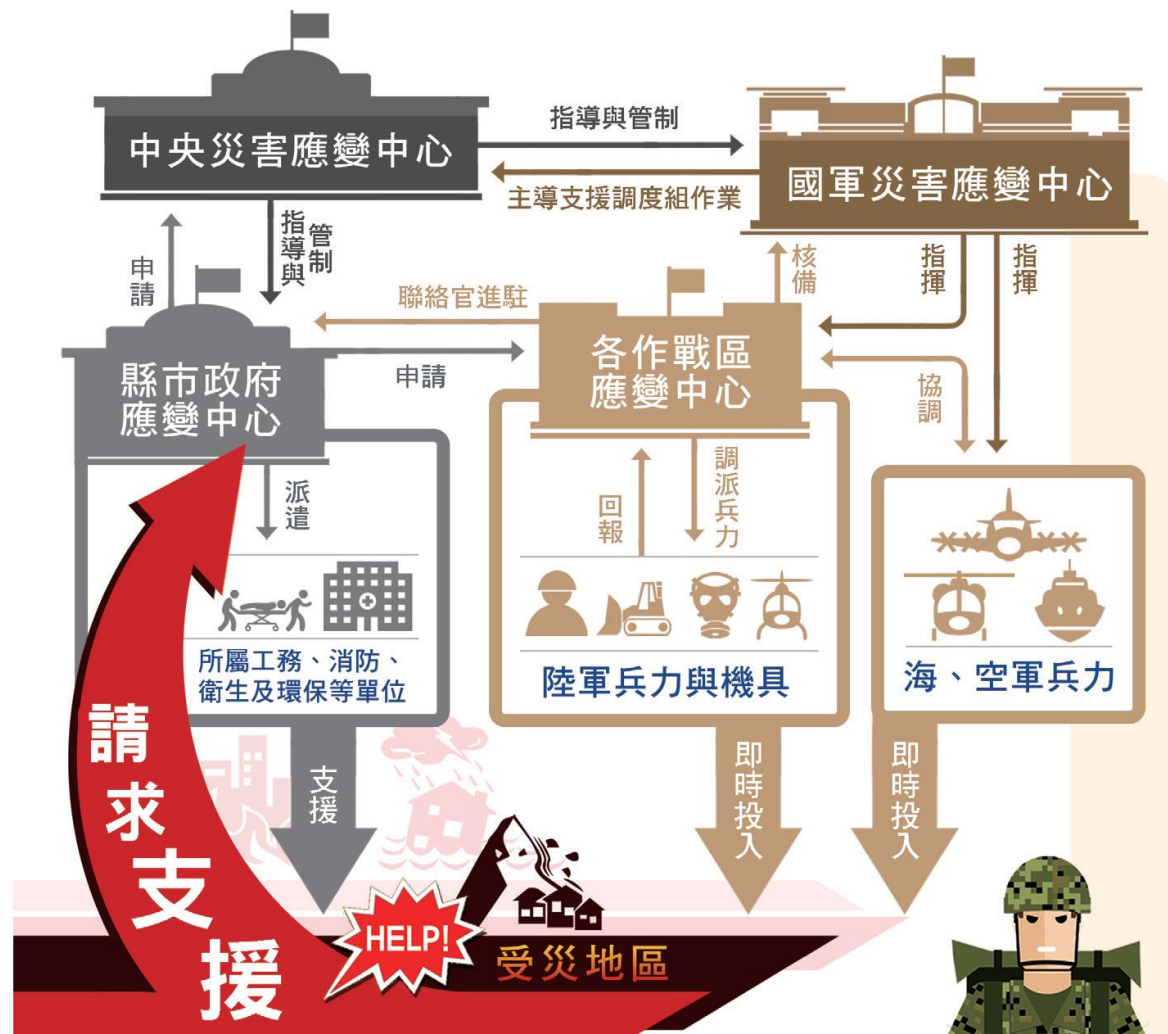 中央災害應變中心
指導與管制
主導支援調度組作業
國軍災害應變中心
申請
指導與
管制
聯絡官進駐
核備
指揮
指揮
縣市政府
應變中心
申請
各作戰區
應變中心
協調
派遣
回報
調派兵力
所屬工務、消防、
衛生及環保等單位
陸軍兵力與機具
海、空軍兵力
請求支援
支援
即時投入
即時投入
HELP!
受災地區